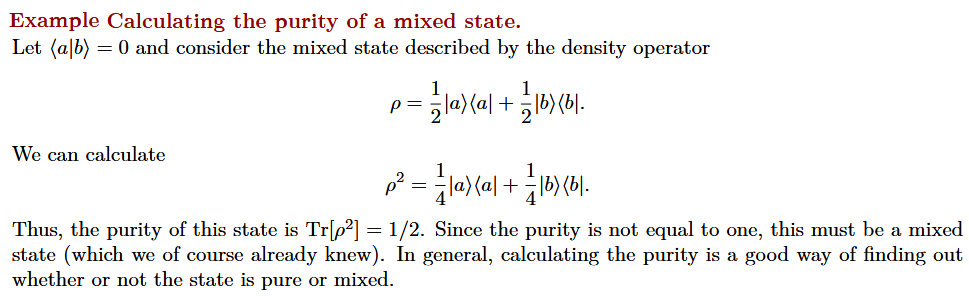 Example Calculating the purity of a mixed state.
Let ⟨a|b⟩ = 0 and consider the mixed state described by the density operator
ρ = 1/2 |a⟩⟨a| + 1/2 |b⟩⟨b|.
We can calculate
ρ² = 1/4 |a⟩⟨a| + 1/4 |b⟩⟨b|.
Thus, the purity of this state is Tr[ρ²] = 1/2. Since the purity is not equal to one, this must be a mixed
state (which we of course already knew). In general, calculating the purity is a good way of finding out
whether or not the state is pure or mixed.